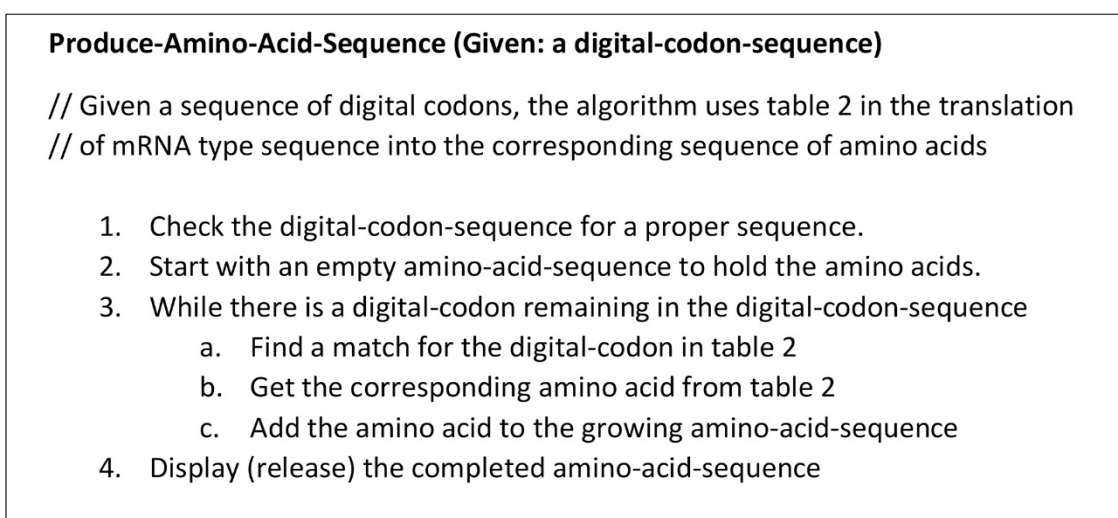 Produce-Amino-Acid-Sequence (Given: a digital-codon-sequence)
// Given a sequence of digital codons, the algorithm uses table 2 in the translation
// of mRNA type sequence into the corresponding sequence of amino acids
1. Check the digital-codon-sequence for a proper sequence.
2. Start with an empty amino-acid-sequence to hold the amino acids.
3. While there is a digital-codon remaining in the digital-codon-sequence
a. Find a match for the digital-codon in table 2
b. Get the corresponding amino acid from table 2
c. Add the amino acid to the growing amino-acid-sequence
4. Display (release) the completed amino-acid-sequence